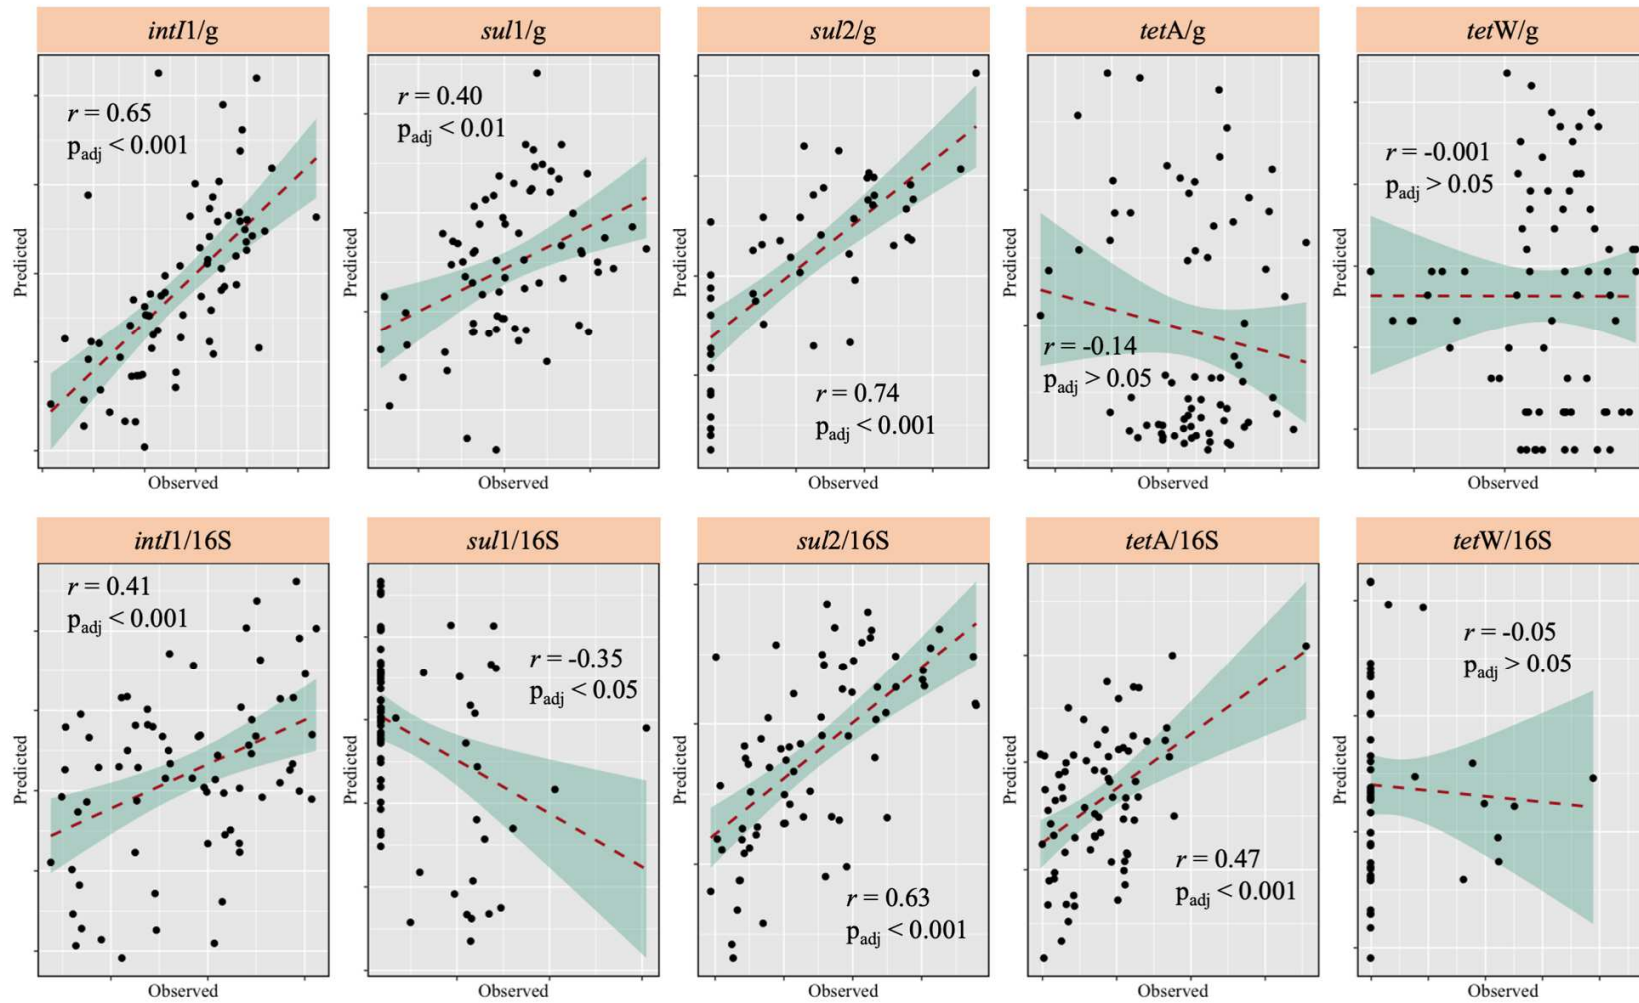 intI1/g
sul1/g
sul2/g
tetA/g
tetW/g
r = 0.65
padj < 0.001
r = 0.40
padj < 0.01
r = 0.74
padj < 0.001
r = -0.14
padj > 0.05
r = -0.001
padj > 0.05
Predicted
Predicted
Predicted
Predicted
Predicted
Observed
Observed
Observed
Observed
Observed
intI1/16S
sul1/16S
sul2/16S
tetA/16S
tetW/16S
r = 0.41
padj < 0.001
r = -0.35
padj < 0.05
r = 0.63
padj < 0.001
r = 0.47
padj < 0.001
r = -0.05
padj > 0.05
Predicted
Predicted
Predicted
Predicted
Predicted
Observed
Observed
Observed
Observed
Observed